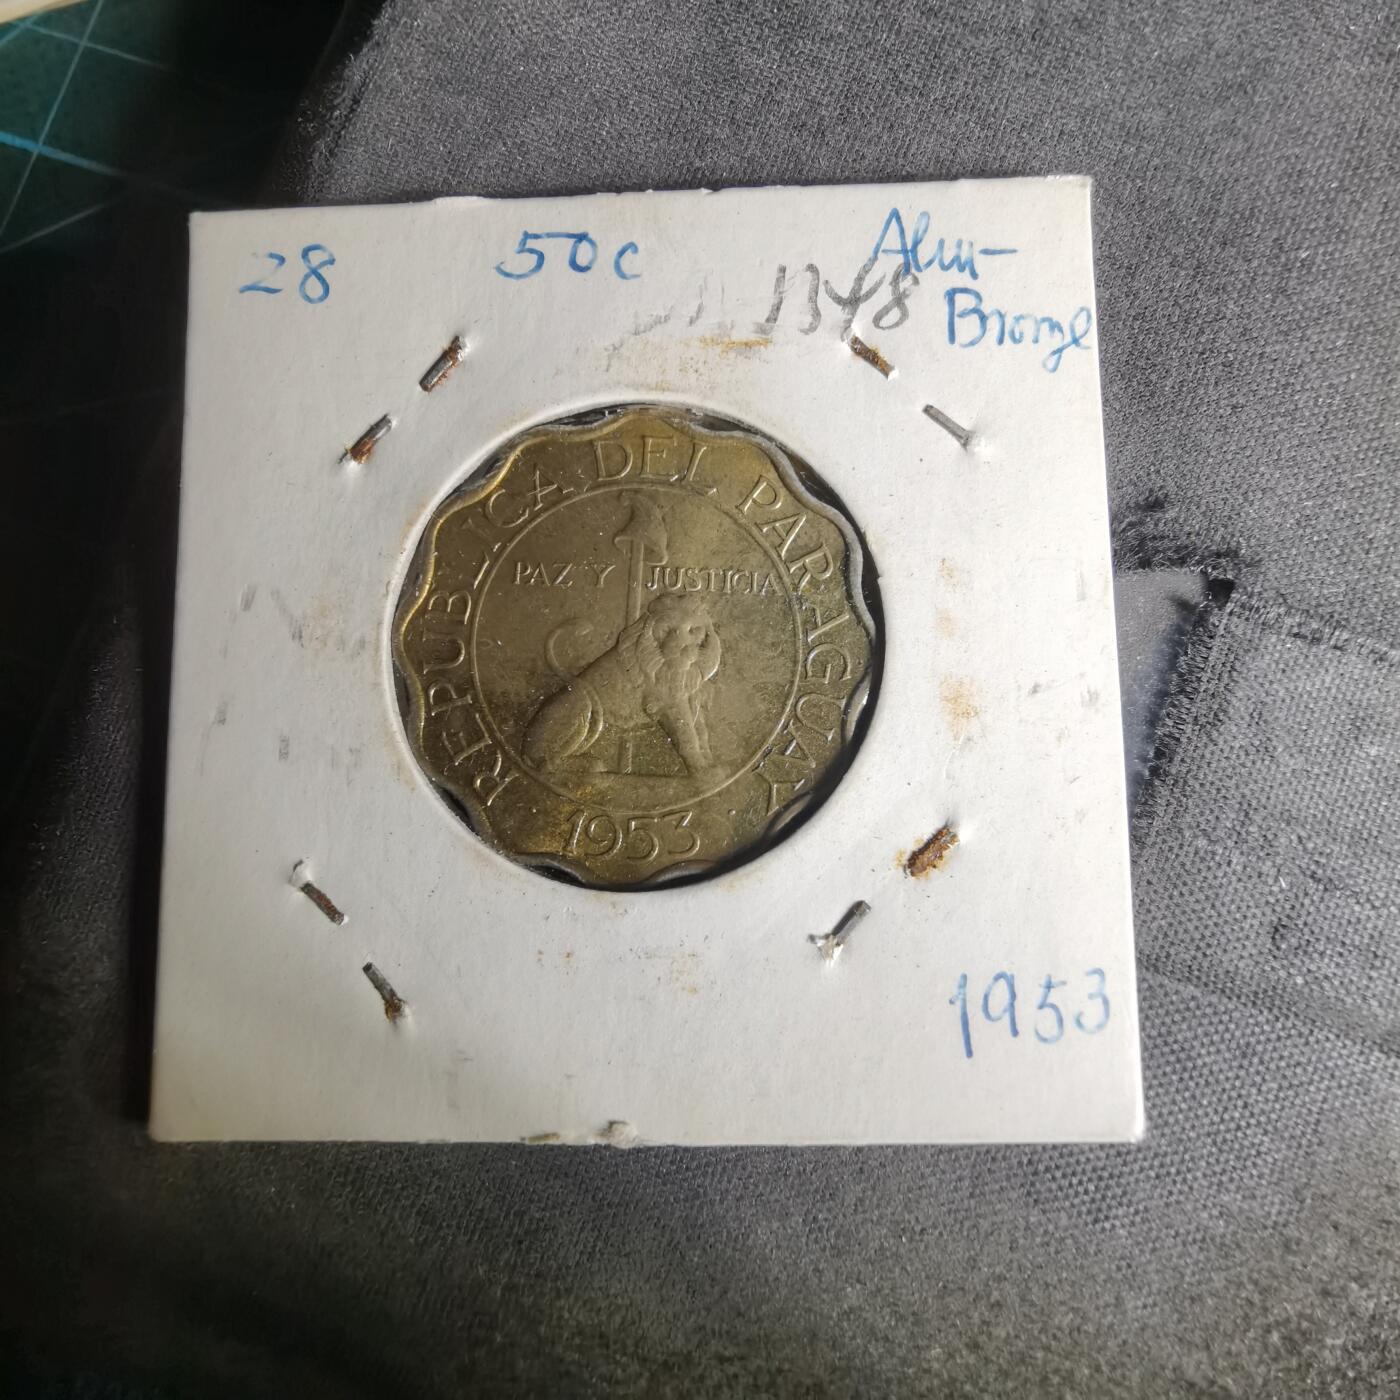 28 50c Alu-
1348
Bronze
REPUBLICA DEL PARAGUAY
PAZ Y JUSTICIA
1953
1953